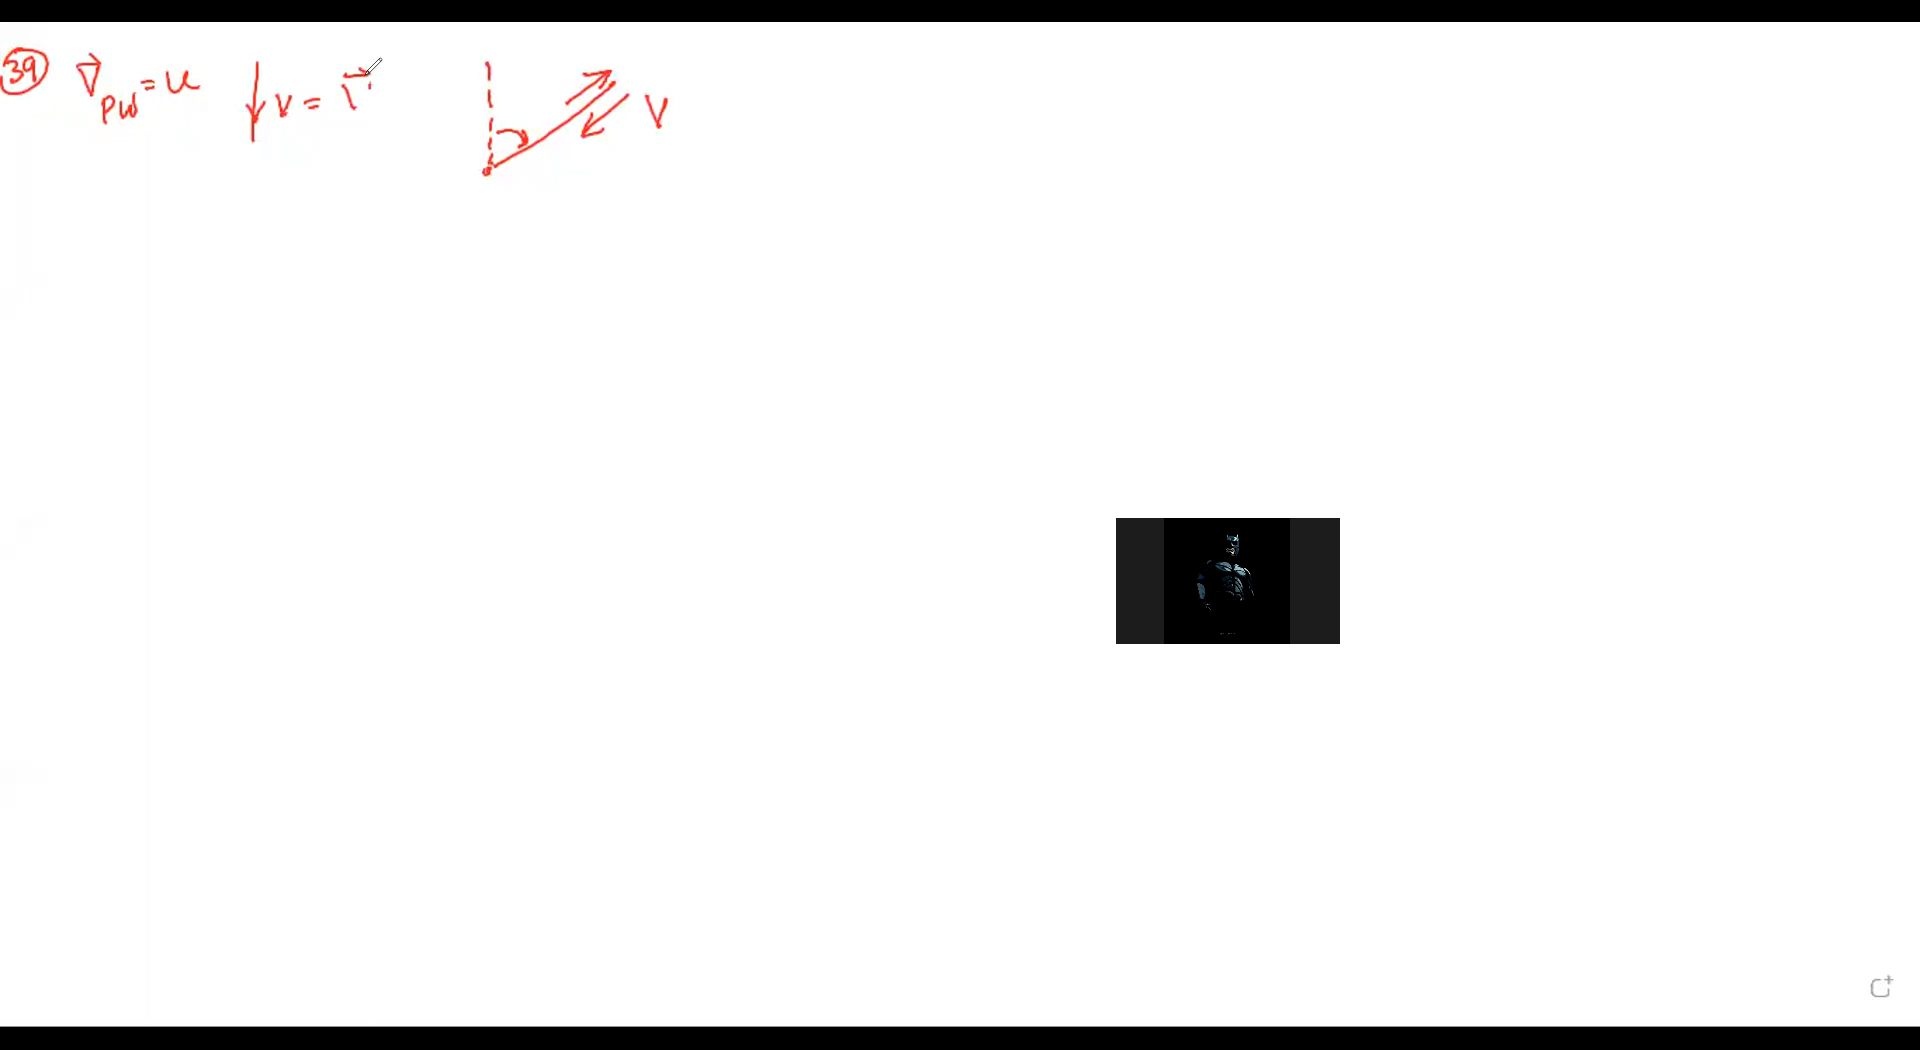 39 V⃗PW = u ↓ v = V